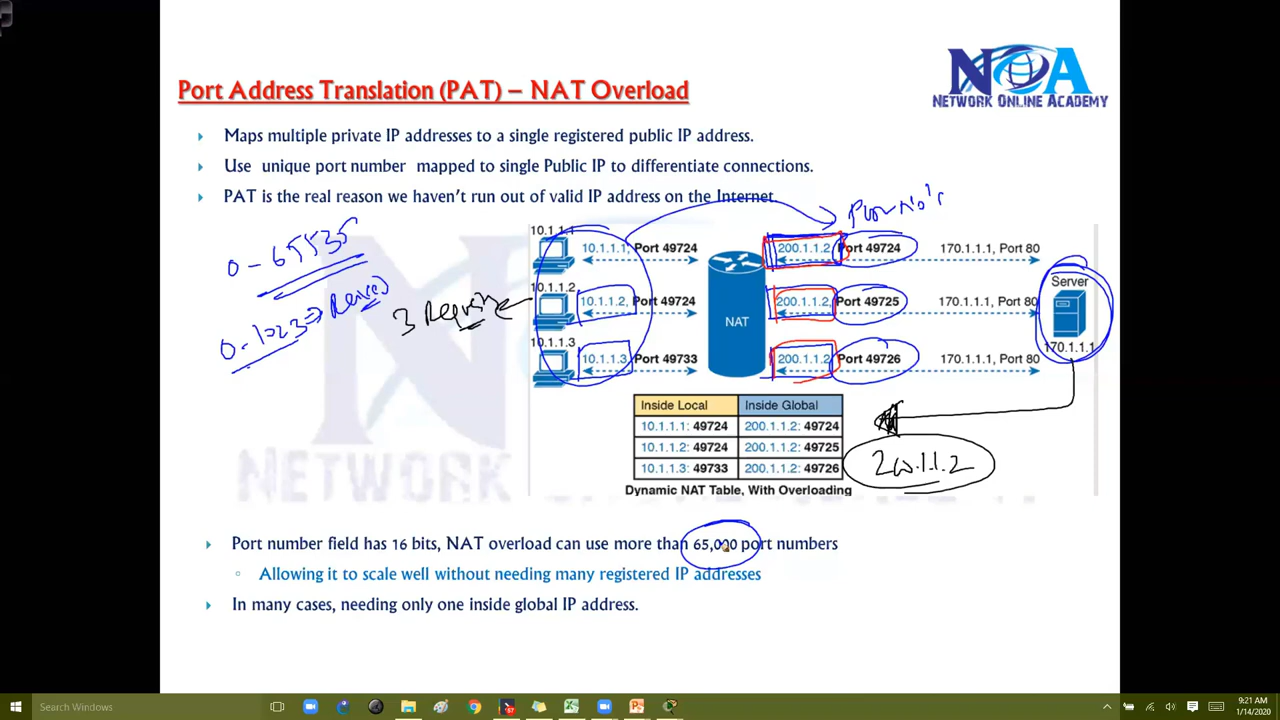 NOA
NETWORK ONLINE ACADEMY
Port Address Translation (PAT) – NAT Overload
Maps multiple private IP addresses to a single registered public IP address.
Use unique port number mapped to single Public IP to differentiate connections.
PAT is the real reason we haven't run out of valid IP address on the Internet.
Port No's
0-65535
0-1023 =>
3
10.1.1.1
10.1.1.1, Port 49724
200.1.1.2, Port 49724
170.1.1.1, Port 80
Server
10.1.1.2
10.1.1.2, Port 49724
NAT
200.1.1.2, Port 49725
170.1.1.1, Port 80
10.1.1.3
10.1.1.3, Port 49733
200.1.1.2, Port 49726
170.1.1.1, Port 80
170.1.1.1
Inside Local Inside Global
10.1.1.1: 49724 200.1.1.2: 49724
10.1.1.2: 49724 200.1.1.2: 49725
10.1.1.3: 49733 200.1.1.2: 49726
200.1.1.2
Dynamic NAT Table, With Overloading
Port number field has 16 bits, NAT overload can use more than 65,000 port numbers
Allowing it to scale well without needing many registered IP addresses
In many cases, needing only one inside global IP address.
Search Windows
9:21 AM
1/14/2020